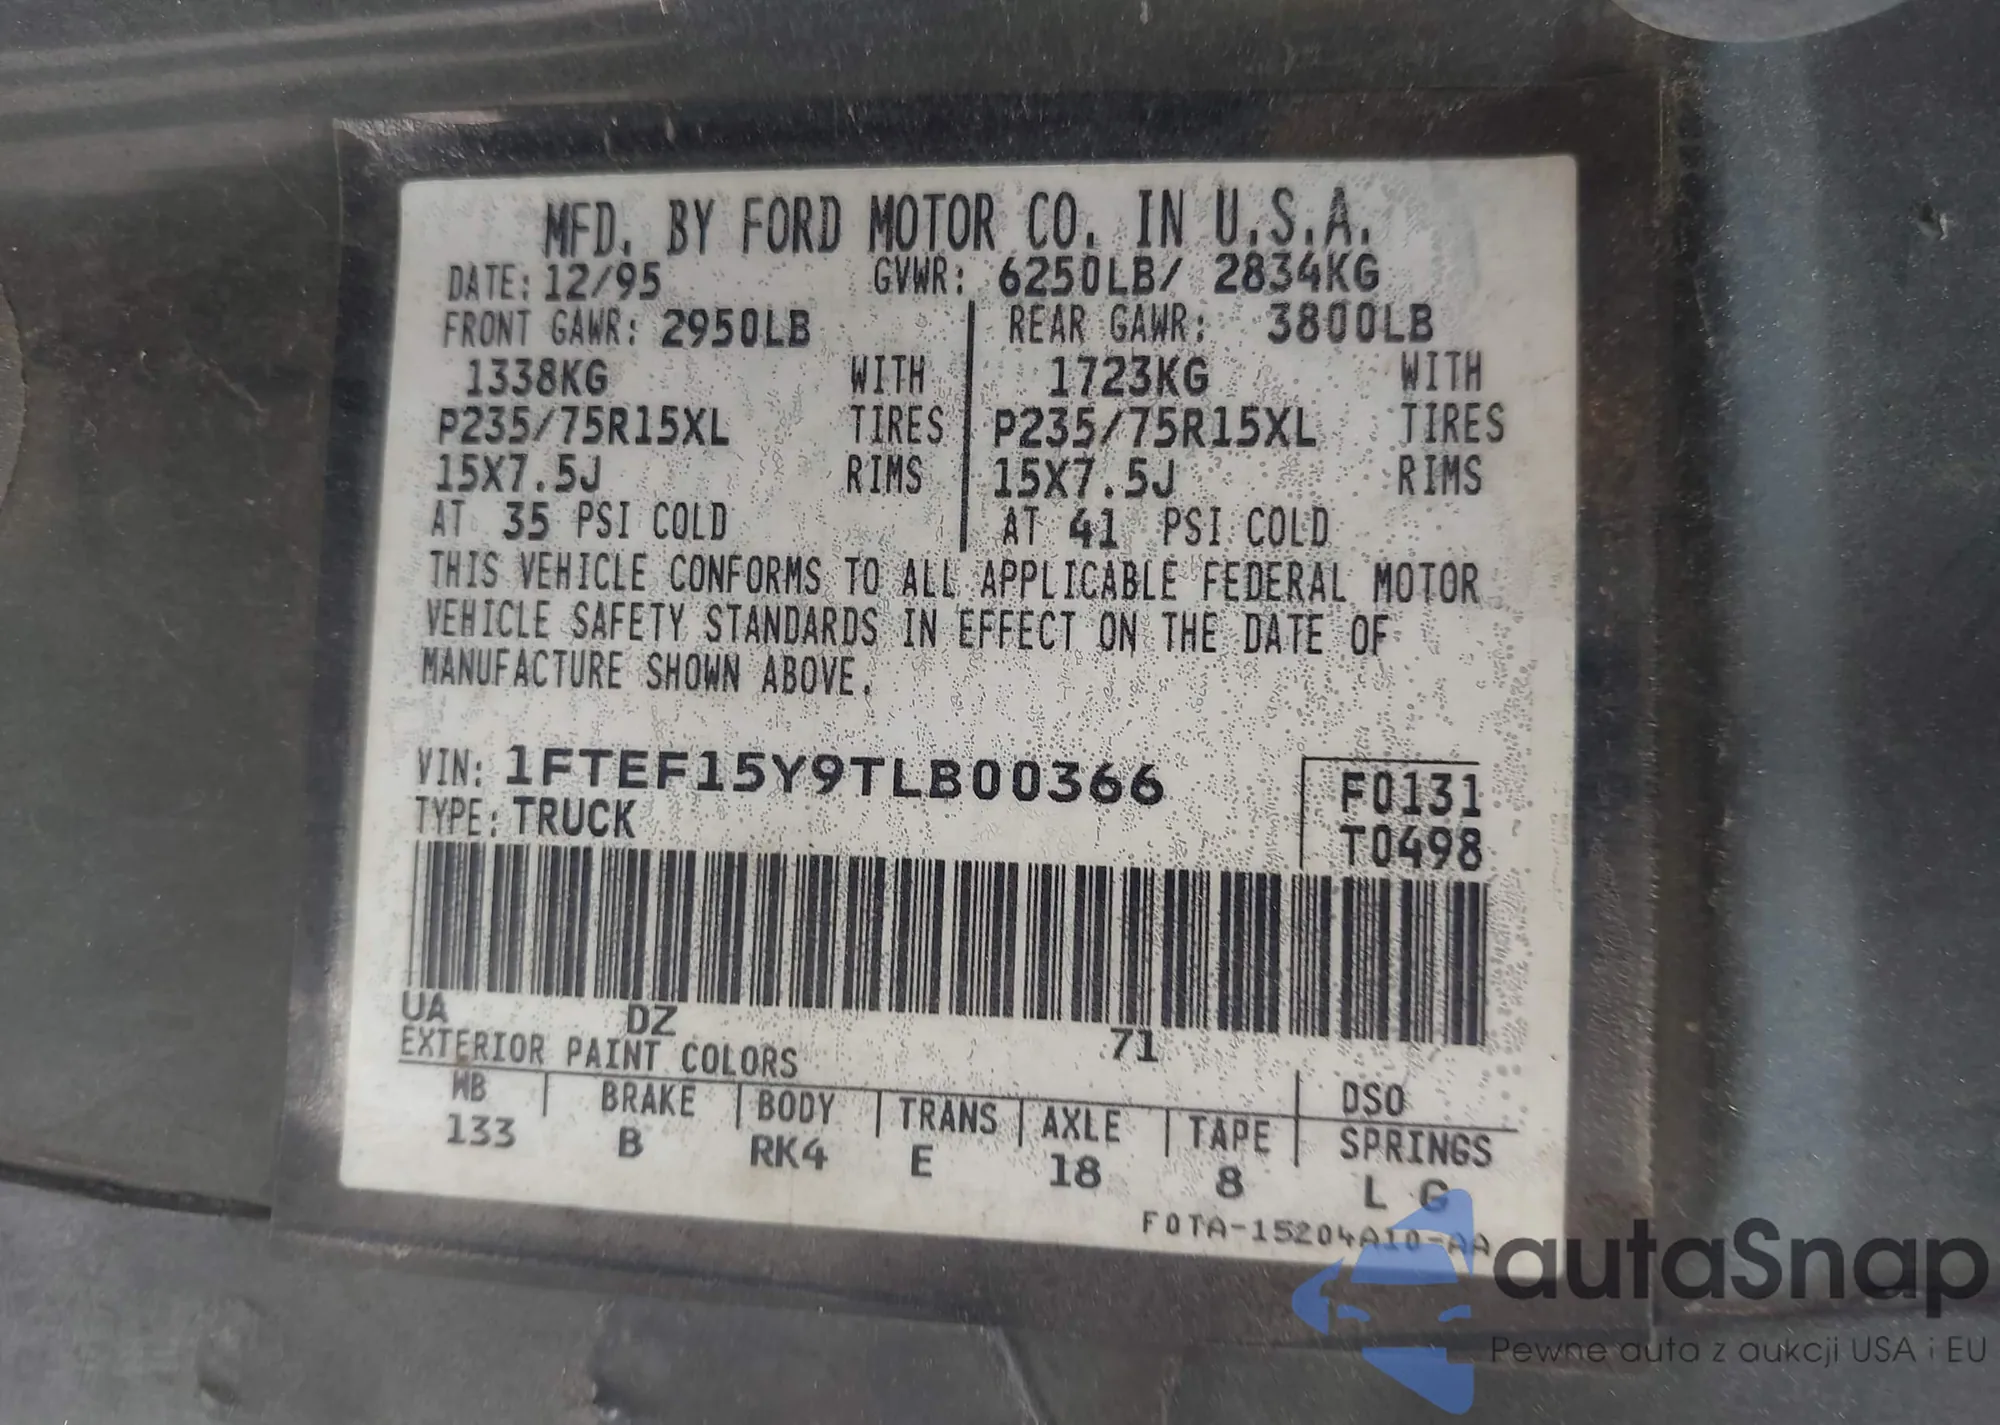 MFD. BY FORD MOTOR CO. IN U.S.A.
DATE: 12/95 GVWR: 6250LB/ 2834KG
FRONT GAWR: 2950LB REAR GAWR: 3800LB
1338KG WITH 1723KG WITH
P235/75R15XL TIRES P235/75R15XL TIRES
15X7.5J RIMS 15X7.5J RIMS
AT 35 PSI COLD AT 41 PSI COLD
THIS VEHICLE CONFORMS TO ALL APPLICABLE FEDERAL MOTOR
VEHICLE SAFETY STANDARDS IN EFFECT ON THE DATE OF
MANUFACTURE SHOWN ABOVE.
VIN: 1FTEF15Y9TLB00366 F0131
TYPE: TRUCK T0498
UA DZ 71
EXTERIOR PAINT COLORS DSO
WB BRAKE BODY TRANS AXLE TAPE SPRINGS
133 B RK4 E 18 8 L G
F0TA-15204A10-AA
autaSnap
Pewne auta z aukcji USA i EU